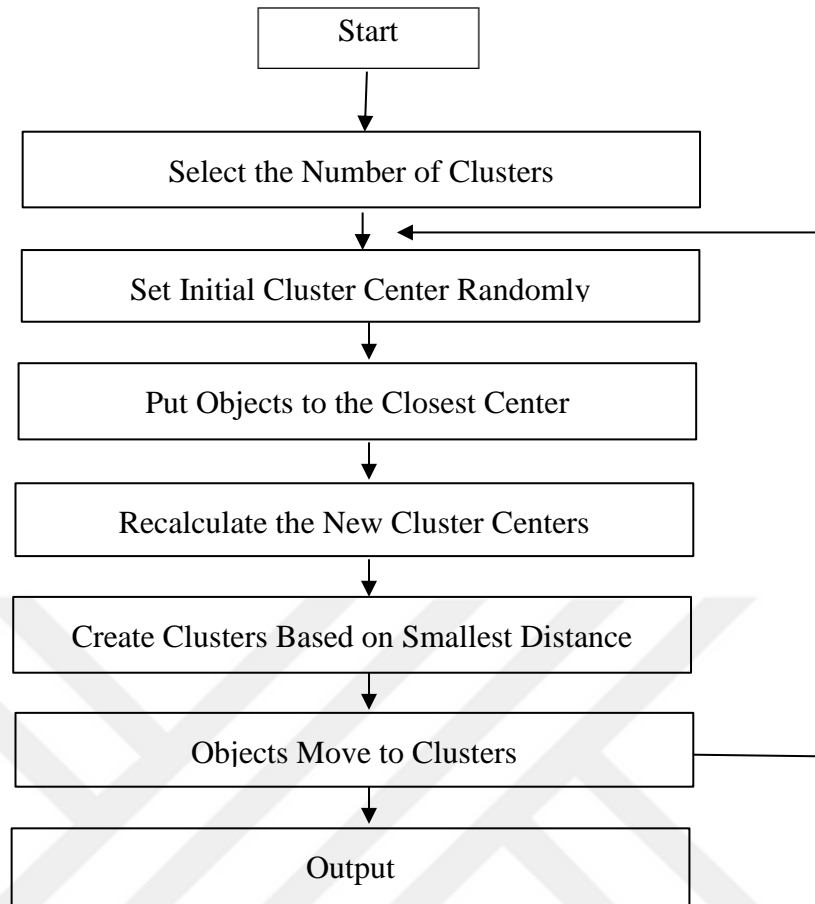 Start
Select the Number of Clusters
Set Initial Cluster Center Randomly
Put Objects to the Closest Center
Recalculate the New Cluster Centers
Create Clusters Based on Smallest Distance
Objects Move to Clusters
Output